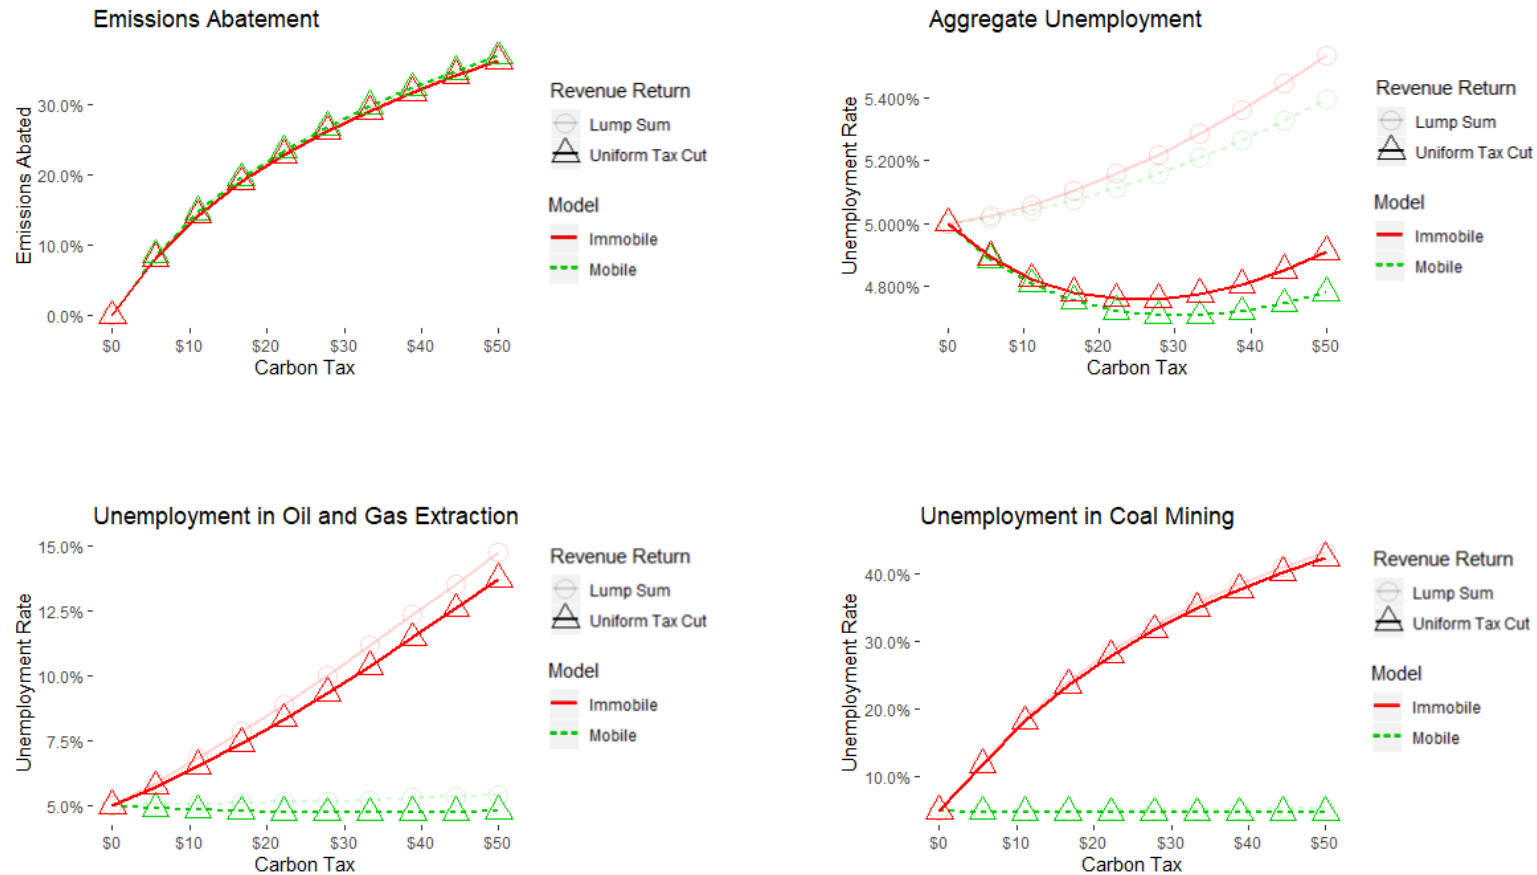 Emissions Abatement
Emissions Abated
30.0%
20.0%
10.0%
0.0%
$0 $10 $20 $30 $40 $50
Carbon Tax
Revenue Return
Lump Sum
Uniform Tax Cut
Model
Immobile
Mobile
Aggregate Unemployment
Unemployment Rate
5.400%
5.200%
5.000%
4.800%
$0 $10 $20 $30 $40 $50
Carbon Tax
Revenue Return
Lump Sum
Uniform Tax Cut
Model
Immobile
Mobile
Unemployment in Oil and Gas Extraction
Unemployment Rate
15.0%
12.5%
10.0%
7.5%
5.0%
$0 $10 $20 $30 $40 $50
Carbon Tax
Revenue Return
Lump Sum
Uniform Tax Cut
Model
Immobile
Mobile
Unemployment in Coal Mining
Unemployment Rate
40.0%
30.0%
20.0%
10.0%
$0 $10 $20 $30 $40 $50
Carbon Tax
Revenue Return
Lump Sum
Uniform Tax Cut
Model
Immobile
Mobile